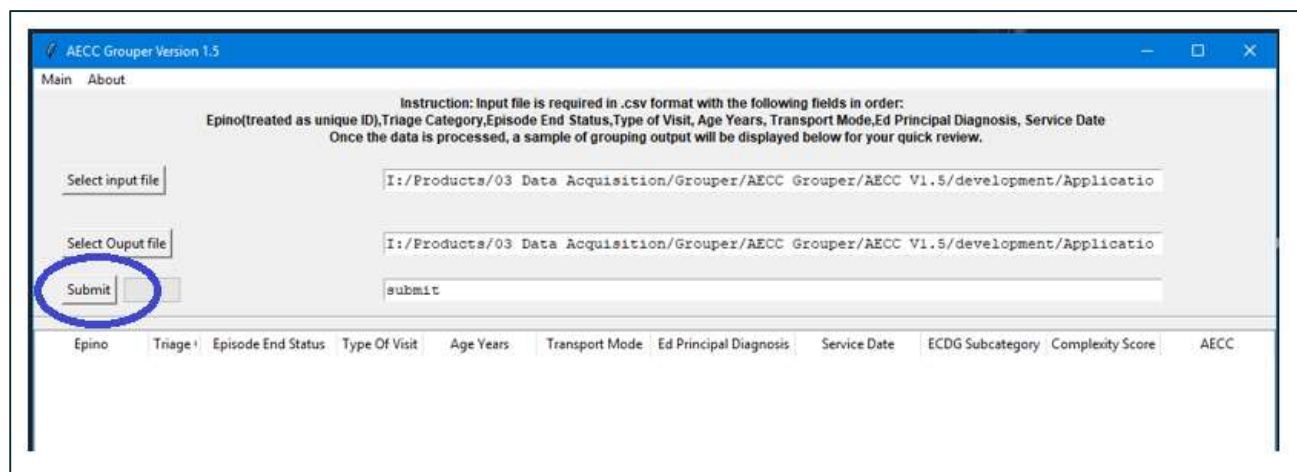 AECC Grouper Version 1.5
Main About
Instruction: Input file is required in .csv format with the following fields in order:
Epino(treated as unique ID),Triage Category,Episode End Status,Type of Visit, Age Years, Transport Mode,Ed Principal Diagnosis, Service Date
Once the data is processed, a sample of grouping output will be displayed below for your quick review.
Select input file I:/Products/03 Data Acquisition/Grouper/AECC Grouper/AECC V1.5/development/Applicatio
Select Ouput file I:/Products/03 Data Acquisition/Grouper/AECC Grouper/AECC V1.5/development/Applicatio
Submit submit
Epino Triage Episode End Status Type Of Visit Age Years Transport Mode Ed Principal Diagnosis Service Date ECDG Subcategory Complexity Score AECC